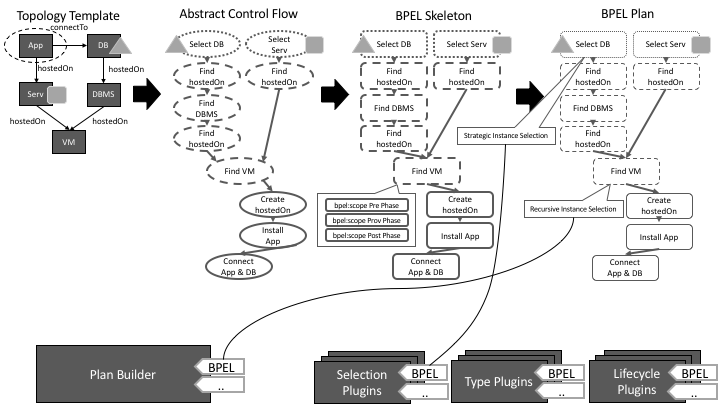 Topology Template
Abstract Control Flow
BPEL Skeleton
BPEL Plan
connectTo
App
DB
hostedOn
hostedOn
Serv
DBMS
hostedOn
hostedOn
VM
Select DB
Select
Serv
Find
hostedOn
Find
hostedOn
Find
DBMS
Find
hostedOn
Find VM
Create
hostedOn
Install
App
Connect
App & DB
Select DB
Select Serv
Find
hostedOn
Find
hostedOn
Find DBMS
Find
hostedOn
Find VM
bpel:scope Pre Phase
bpel:scope Prov Phase
bpel:scope Post Phase
Create
hostedOn
Install App
Connect
App & DB
Select DB
Select Serv
Find
hostedOn
Find
hostedOn
Find DBMS
Find
hostedOn
Strategic Instance Selection
Find VM
Recursive Instance Selection
Create
hostedOn
Install App
Connect
App & DB
Plan Builder
BPEL
..
Selection
Plugins
BPEL
..
Type Plugins
BPEL
..
Lifecycle
Plugins
BPEL
..